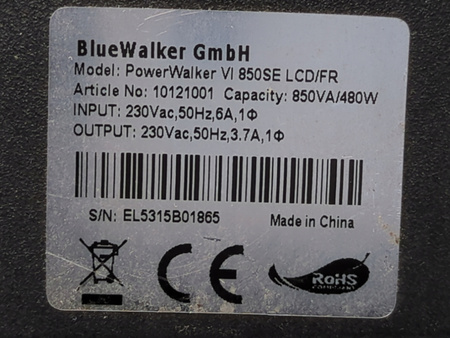 BlueWalker GmbH
Model: PowerWalker VI 850SE LCD/FR
Article No: 10121001 Capacity: 850VA/480W
INPUT: 230Vac,50Hz,6A,1Φ
OUTPUT: 230Vac,50Hz,3.7A,1Φ
S/N: EL5315B01865 Made in China
CE RoHS
COMPLIANT